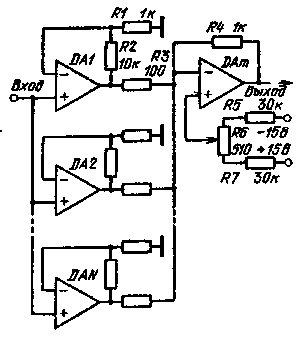 R1 1к
R4 1к
R2
10к
R3
100
DA1
DAm
Вход
Выход
R5
30к
R6 -15В
510 +15В
DA2
R7 30к
DAN